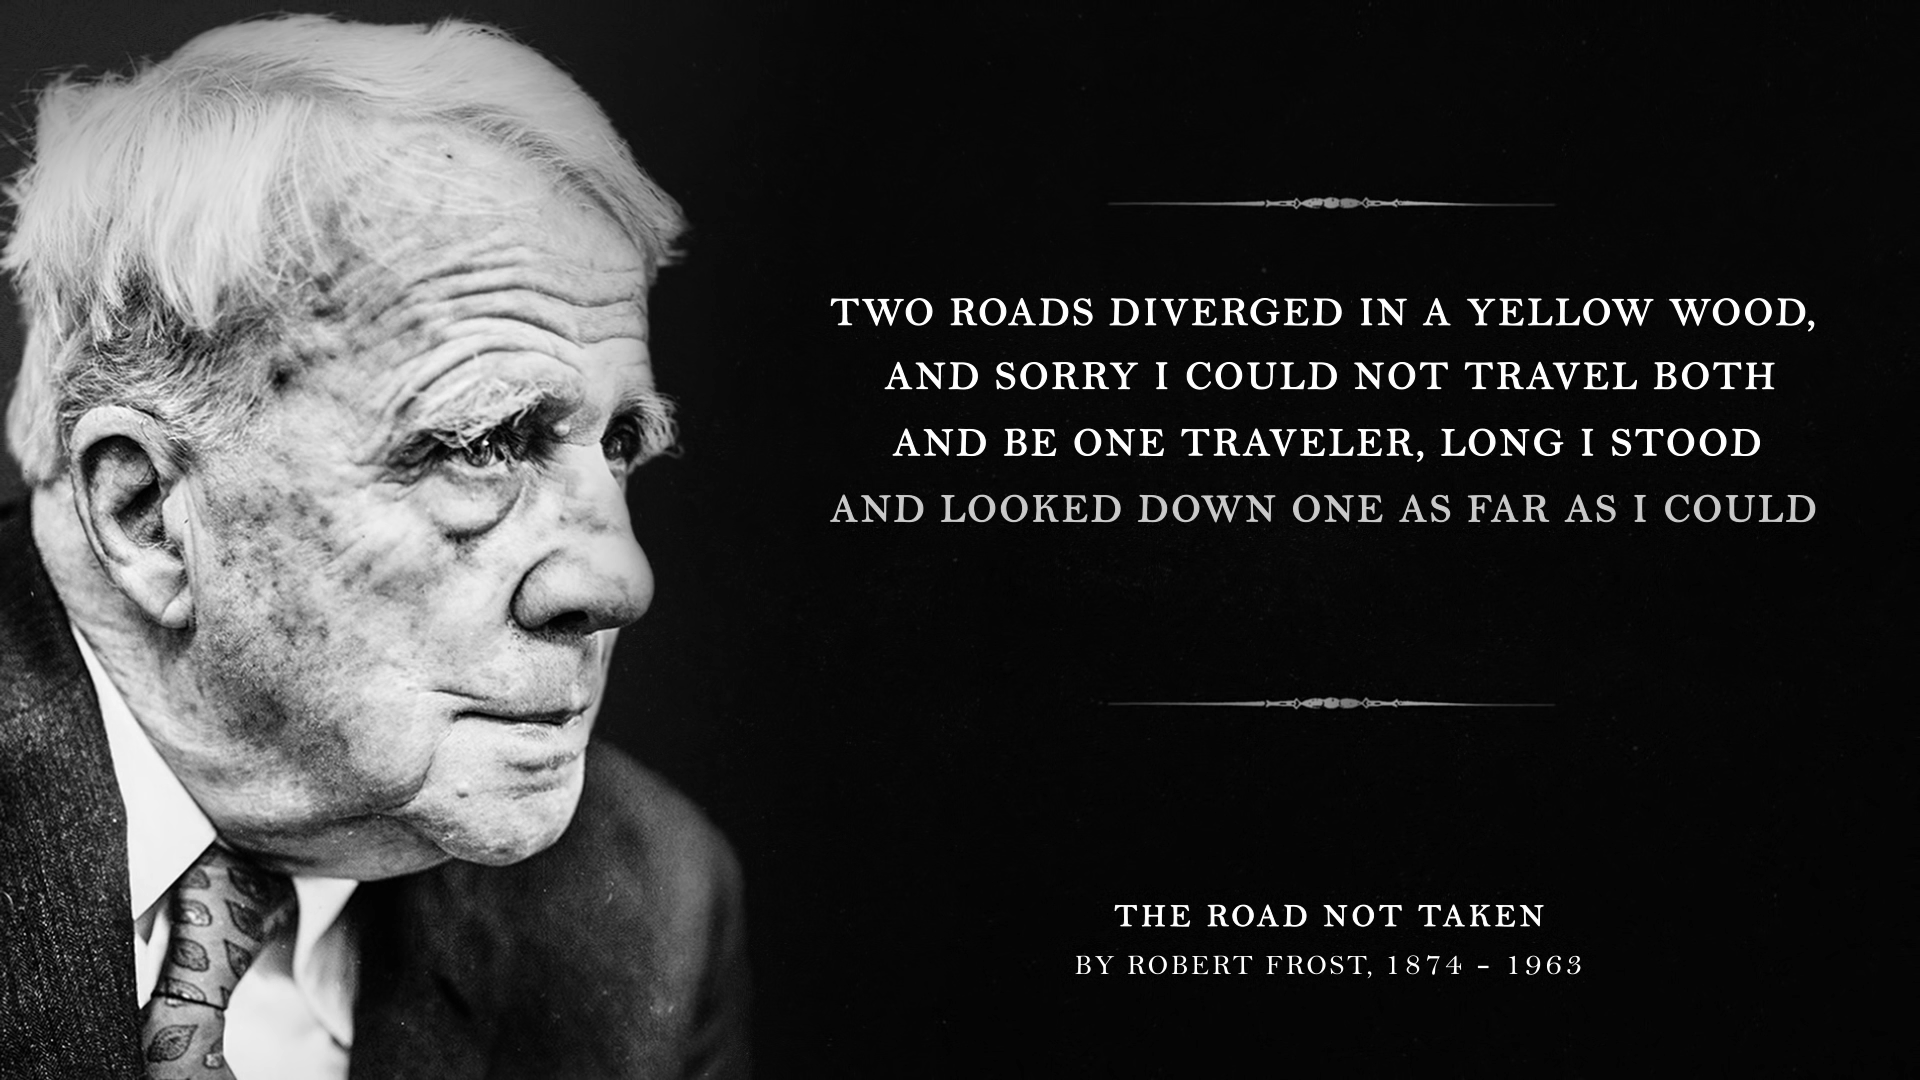 TWO ROADS DIVERGED IN A YELLOW WOOD,
AND SORRY I COULD NOT TRAVEL BOTH
AND BE ONE TRAVELER, LONG I STOOD
AND LOOKED DOWN ONE AS FAR AS I COULD
THE ROAD NOT TAKEN
BY ROBERT FROST, 1874 – 1963